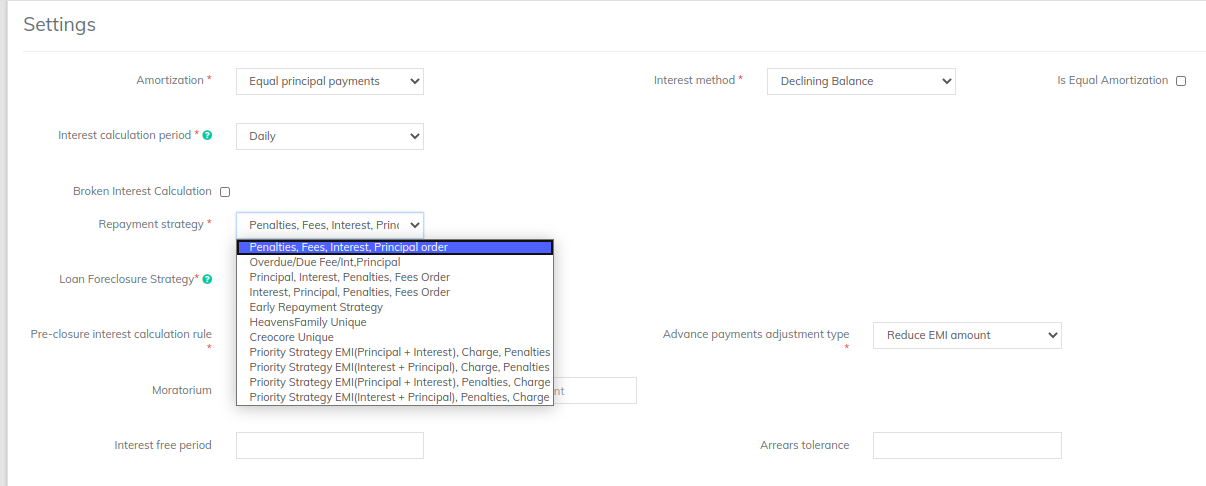 Settings
Amortization * Equal principal payments Interest method * Declining Balance Is Equal Amortization
Interest calculation period * ? Daily
Broken Interest Calculation
Repayment strategy * Penalties, Fees, Interest, Princ
Penalties, Fees, Interest, Principal order
Overdue/Due Fee/Int,Principal
Loan Foreclosure Strategy* ?
Principal, Interest, Penalties, Fees Order
Interest, Principal, Penalties, Fees Order
Early Repayment Strategy
HeavensFamily Unique
Creocore Unique
Priority Strategy EMI(Principal + Interest), Charge, Penalties
Priority Strategy EMI(Interest + Principal), Charge, Penalties
Priority Strategy EMI(Principal + Interest), Penalties, Charge
Priority Strategy EMI(Interest + Principal), Penalties, Charge
Pre-closure interest calculation rule *
Advance payments adjustment type * Reduce EMI amount
Moratorium nt
Interest free period Arrears tolerance